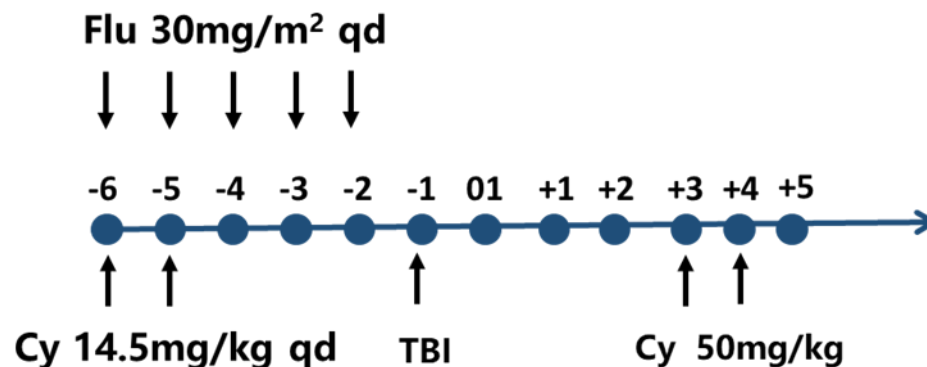 Flu 30mg/m² qd
-6 -5 -4 -3 -2 -1 01 +1 +2 +3 +4 +5
Cy 14.5mg/kg qd TBI Cy 50mg/kg